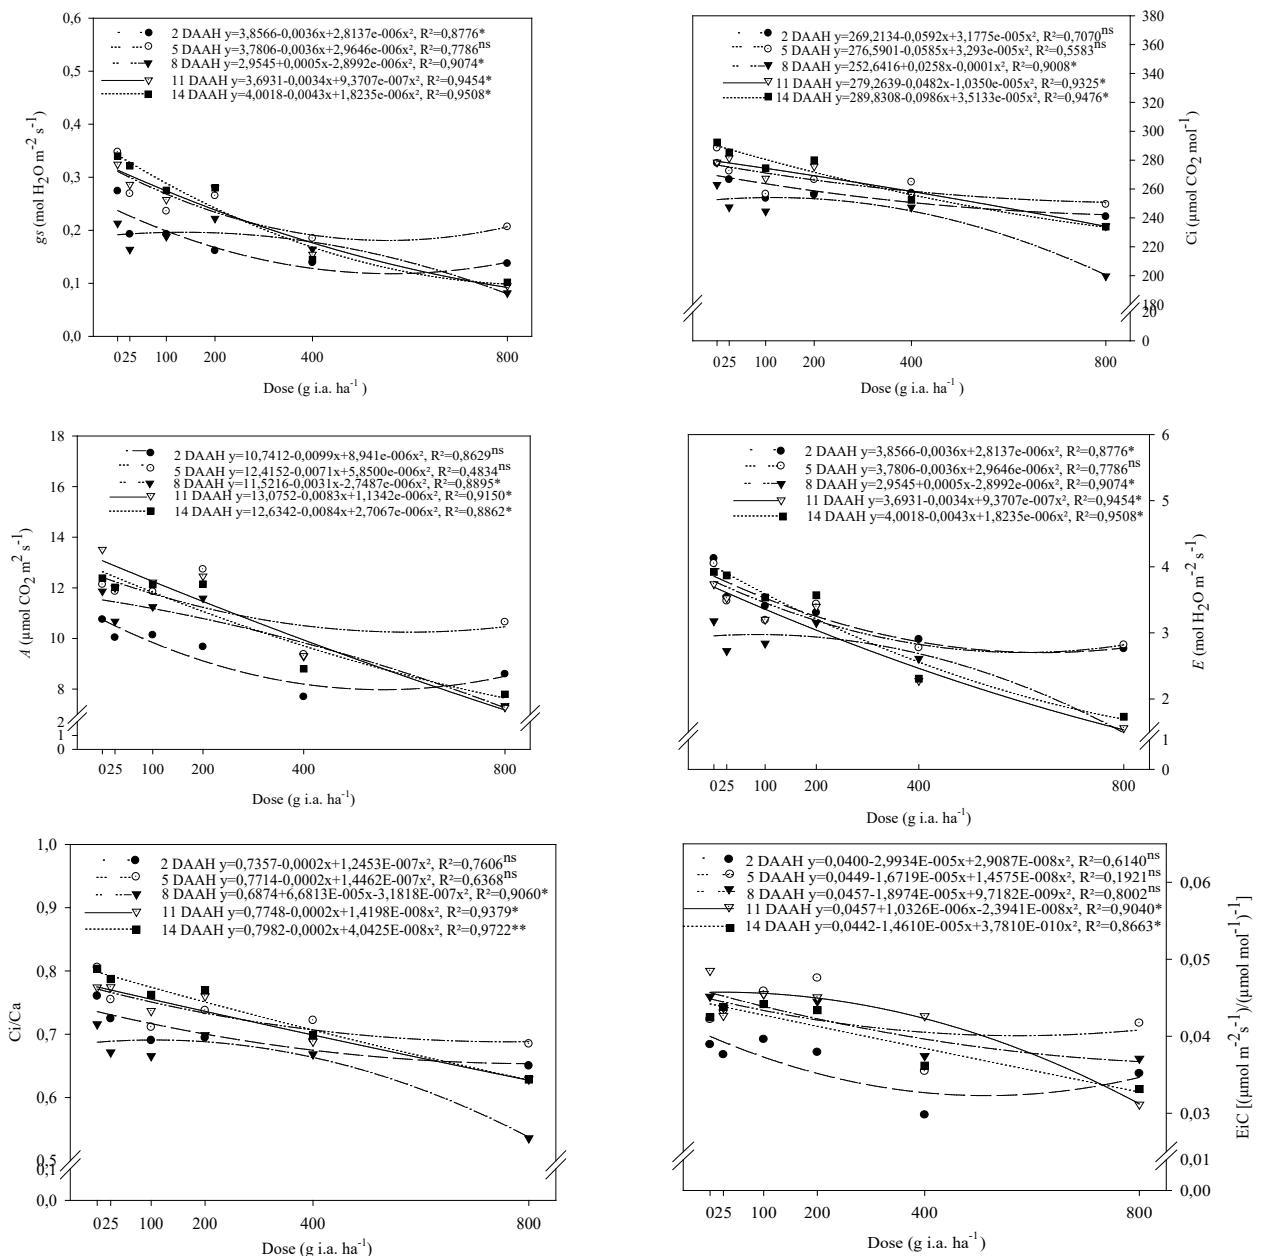 0,6
0,5
0,4
0,3
0,2
0,1
0,0
gs (mol H₂O m⁻² s⁻¹)
2 DAAH y=3,8566-0,0036x+2,8137e-006x², R²=0,8776*
5 DAAH y=3,7806-0,0036x+2,9646e-006x², R²=0,7786ns
8 DAAH y=2,9545+0,0005x-2,8992e-006x², R²=0,9074*
11 DAAH y=3,6931-0,0034x+9,3707e-007x², R²=0,9454*
14 DAAH y=4,0018-0,0043x+1,8235e-006x², R²=0,9508*
0 25 100 200 400 800
Dose (g i.a. ha⁻¹ )
2 DAAH y=269,2134-0,0592x+3,1775e-005x², R²=0,7070ns
5 DAAH y=276,5901-0,0585x+3,293e-005x², R²=0,5583ns
8 DAAH y=252,6416+0,0258x-0,0001x², R²=0,9008*
11 DAAH y=279,2639-0,0482x-1,0350e-005x², R²=0,9325*
14 DAAH y=289,8308-0,0986x+3,5133e-005x², R²=0,9476*
380
360
340
320
300
280
260
240
220
200
180
20
0
Ci (µmol CO₂ mol⁻¹)
0 25 100 200 400 800
Dose (g i.a. ha⁻¹)
18
16
14
12
10
8
2
1
0
A (µmol CO₂ m⁻² s⁻¹)
2 DAAH y=10,7412-0,0099x+8,941e-006x², R²=0,8629ns
5 DAAH y=12,4152-0,0071x+5,8500e-006x², R²=0,4834ns
8 DAAH y=11,5216-0,0031x-2,7487e-006x², R²=0,8895*
11 DAAH y=13,0752-0,0083x+1,1342e-006x², R²=0,9150*
14 DAAH y=12,6342-0,0084x+2,7067e-006x², R²=0,8862*
0 25 100 200 400 800
Dose (g i.a. ha⁻¹)
2 DAAH y=3,8566-0,0036x+2,8137e-006x², R²=0,8776*
5 DAAH y=3,7806-0,0036x+2,9646e-006x², R²=0,7786ns
8 DAAH y=2,9545+0,0005x-2,8992e-006x², R²=0,9074*
11 DAAH y=3,6931-0,0034x+9,3707e-007x², R²=0,9454*
14 DAAH y=4,0018-0,0043x+1,8235e-006x², R²=0,9508*
6
5
4
3
2
1
0
E (mol H₂O m⁻² s⁻¹)
0 25 100 200 400 800
Dose (g i.a. ha⁻¹)
1,0
0,9
0,8
0,7
0,6
0,5
0,1
0,0
Ci/Ca
2 DAAH y=0,7357-0,0002x+1,2453E-007x², R²=0,7606ns
5 DAAH y=0,7714-0,0002x+1,4462E-007x², R²=0,6368ns
8 DAAH y=0,6874+6,6813E-005x-3,1818E-007x², R²=0,9060*
11 DAAH y=0,7748-0,0002x+1,4198E-008x², R²=0,9379*
14 DAAH y=0,7982-0,0002x+4,0425E-008x², R²=0,9722**
0 25 100 200 400 800
Dose (g i.a. ha⁻¹)
2 DAAH y=0,0400-2,9934E-005x+2,9087E-008x², R²=0,6140ns
5 DAAH y=0,0449-1,6719E-005x+1,4575E-008x², R²=0,1921ns
8 DAAH y=0,0457-1,8974E-005x+9,7182E-009x², R²=0,8002ns
11 DAAH y=0,0457+1,0326E-006x-2,3941E-008x², R²=0,9040*
14 DAAH y=0,0442-1,4610E-005x+3,7810E-010x², R²=0,8663*
0,06
0,05
0,04
0,03
0,01
0,00
EiC [(µmol m⁻²s⁻¹)/(µmol mol⁻¹)⁻¹]
0 25 100 200 400 800
Dose (g i.a. ha⁻¹)